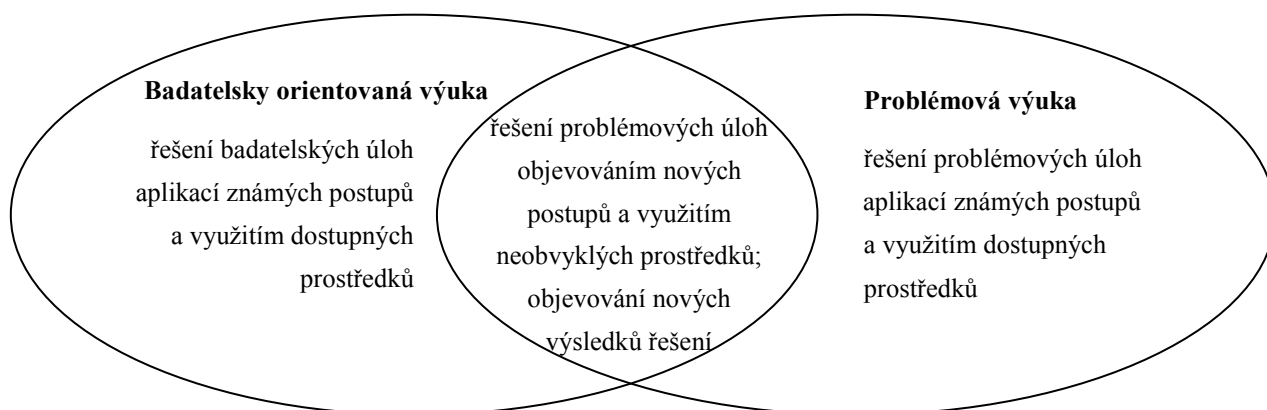 Badatelsky orientovaná výuka
řešení badatelských úloh
aplikací známých postupů
a využitím dostupných
prostředků
řešení problémových úloh
objevováním nových
postupů a využitím
neobvyklých prostředků;
objevování nových
výsledků řešení
Problémová výuka
řešení problémových úloh
aplikací známých postupů
a využitím dostupných
prostředků